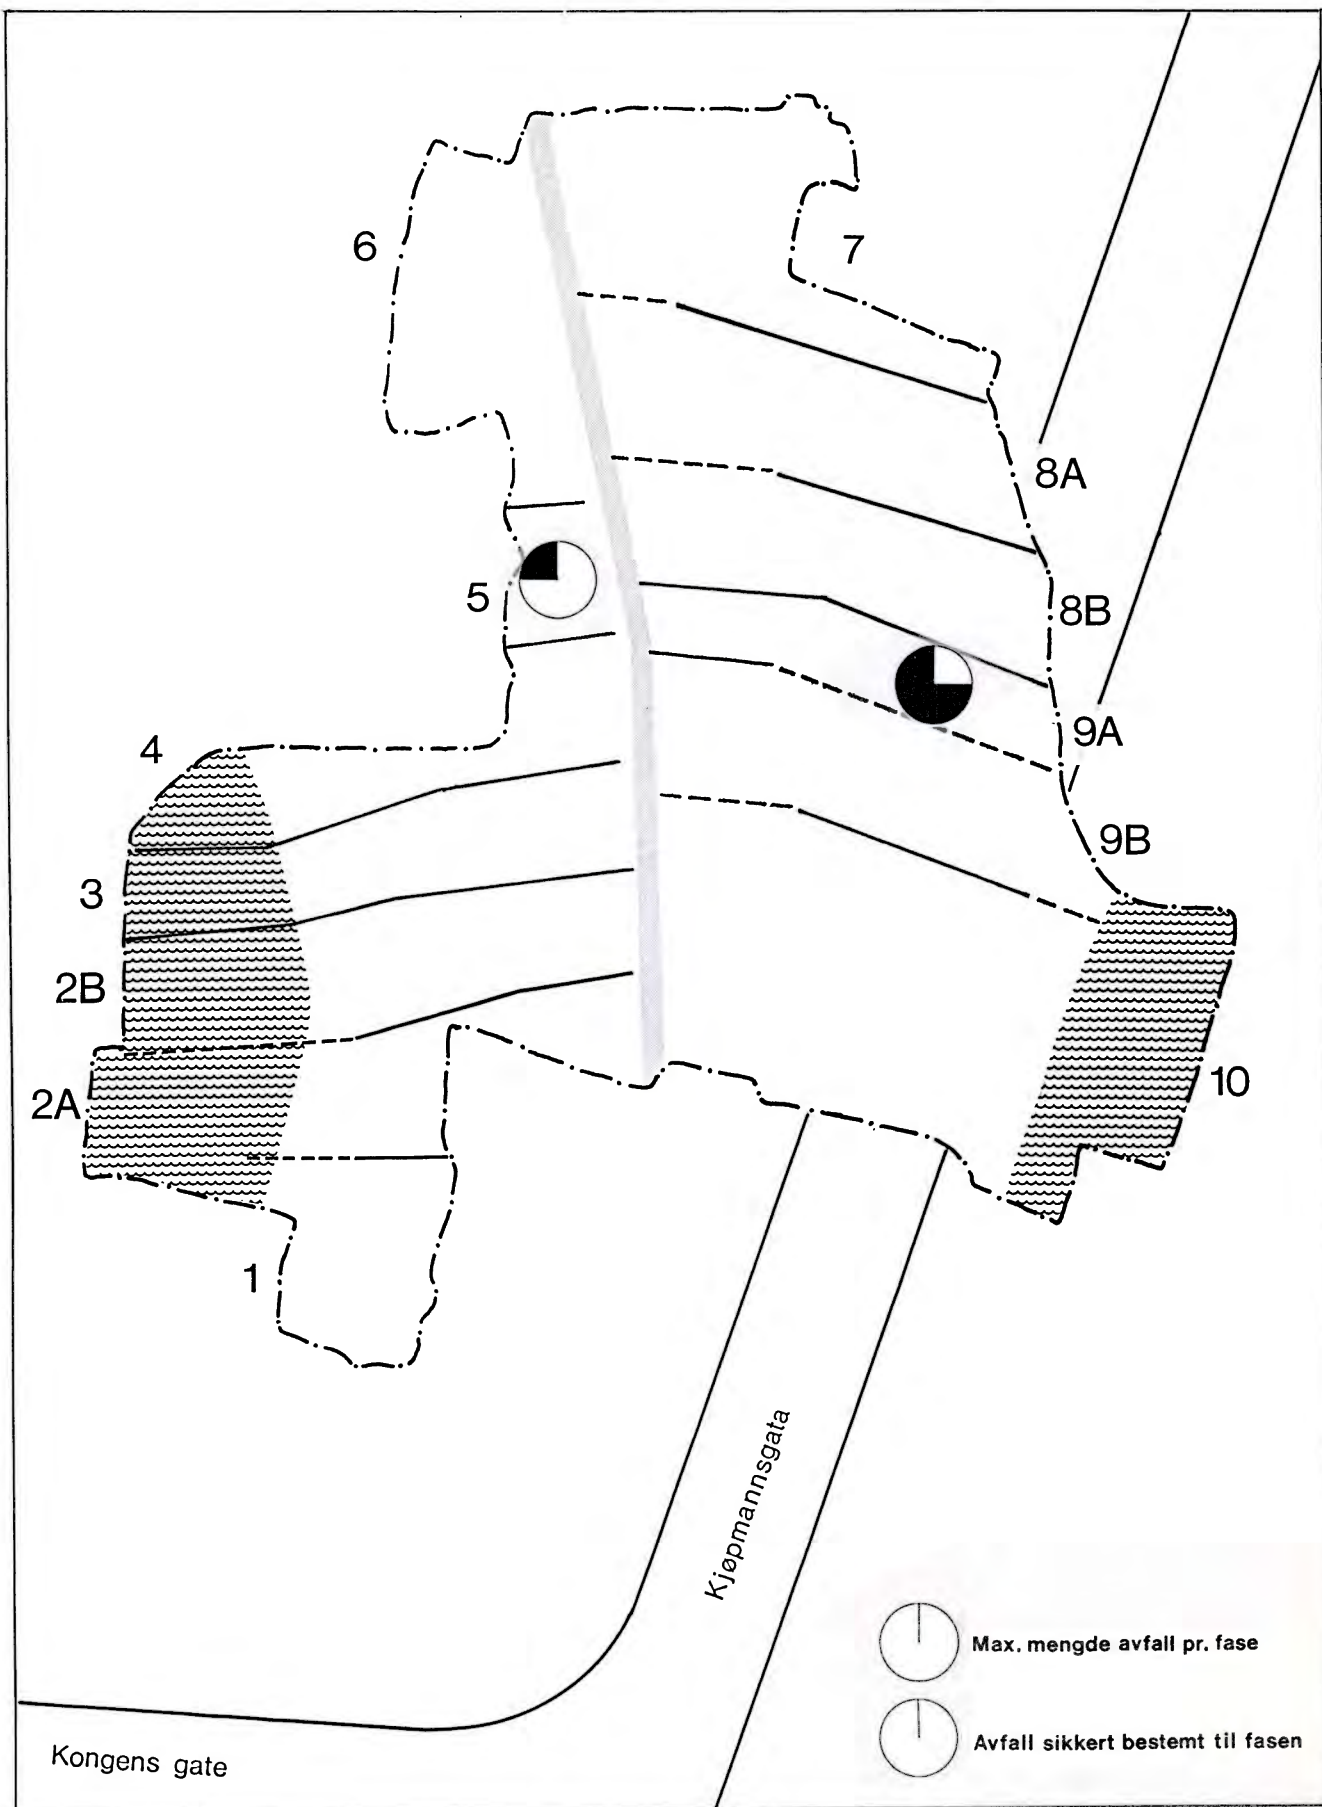 6
7
8A
5
8B
9A
4
9B
3
2B
10
2A
1
Kjøpmannsgata
Max. mengde avfall pr. fase
Avfall sikkert bestemt til fasen
Kongens gate